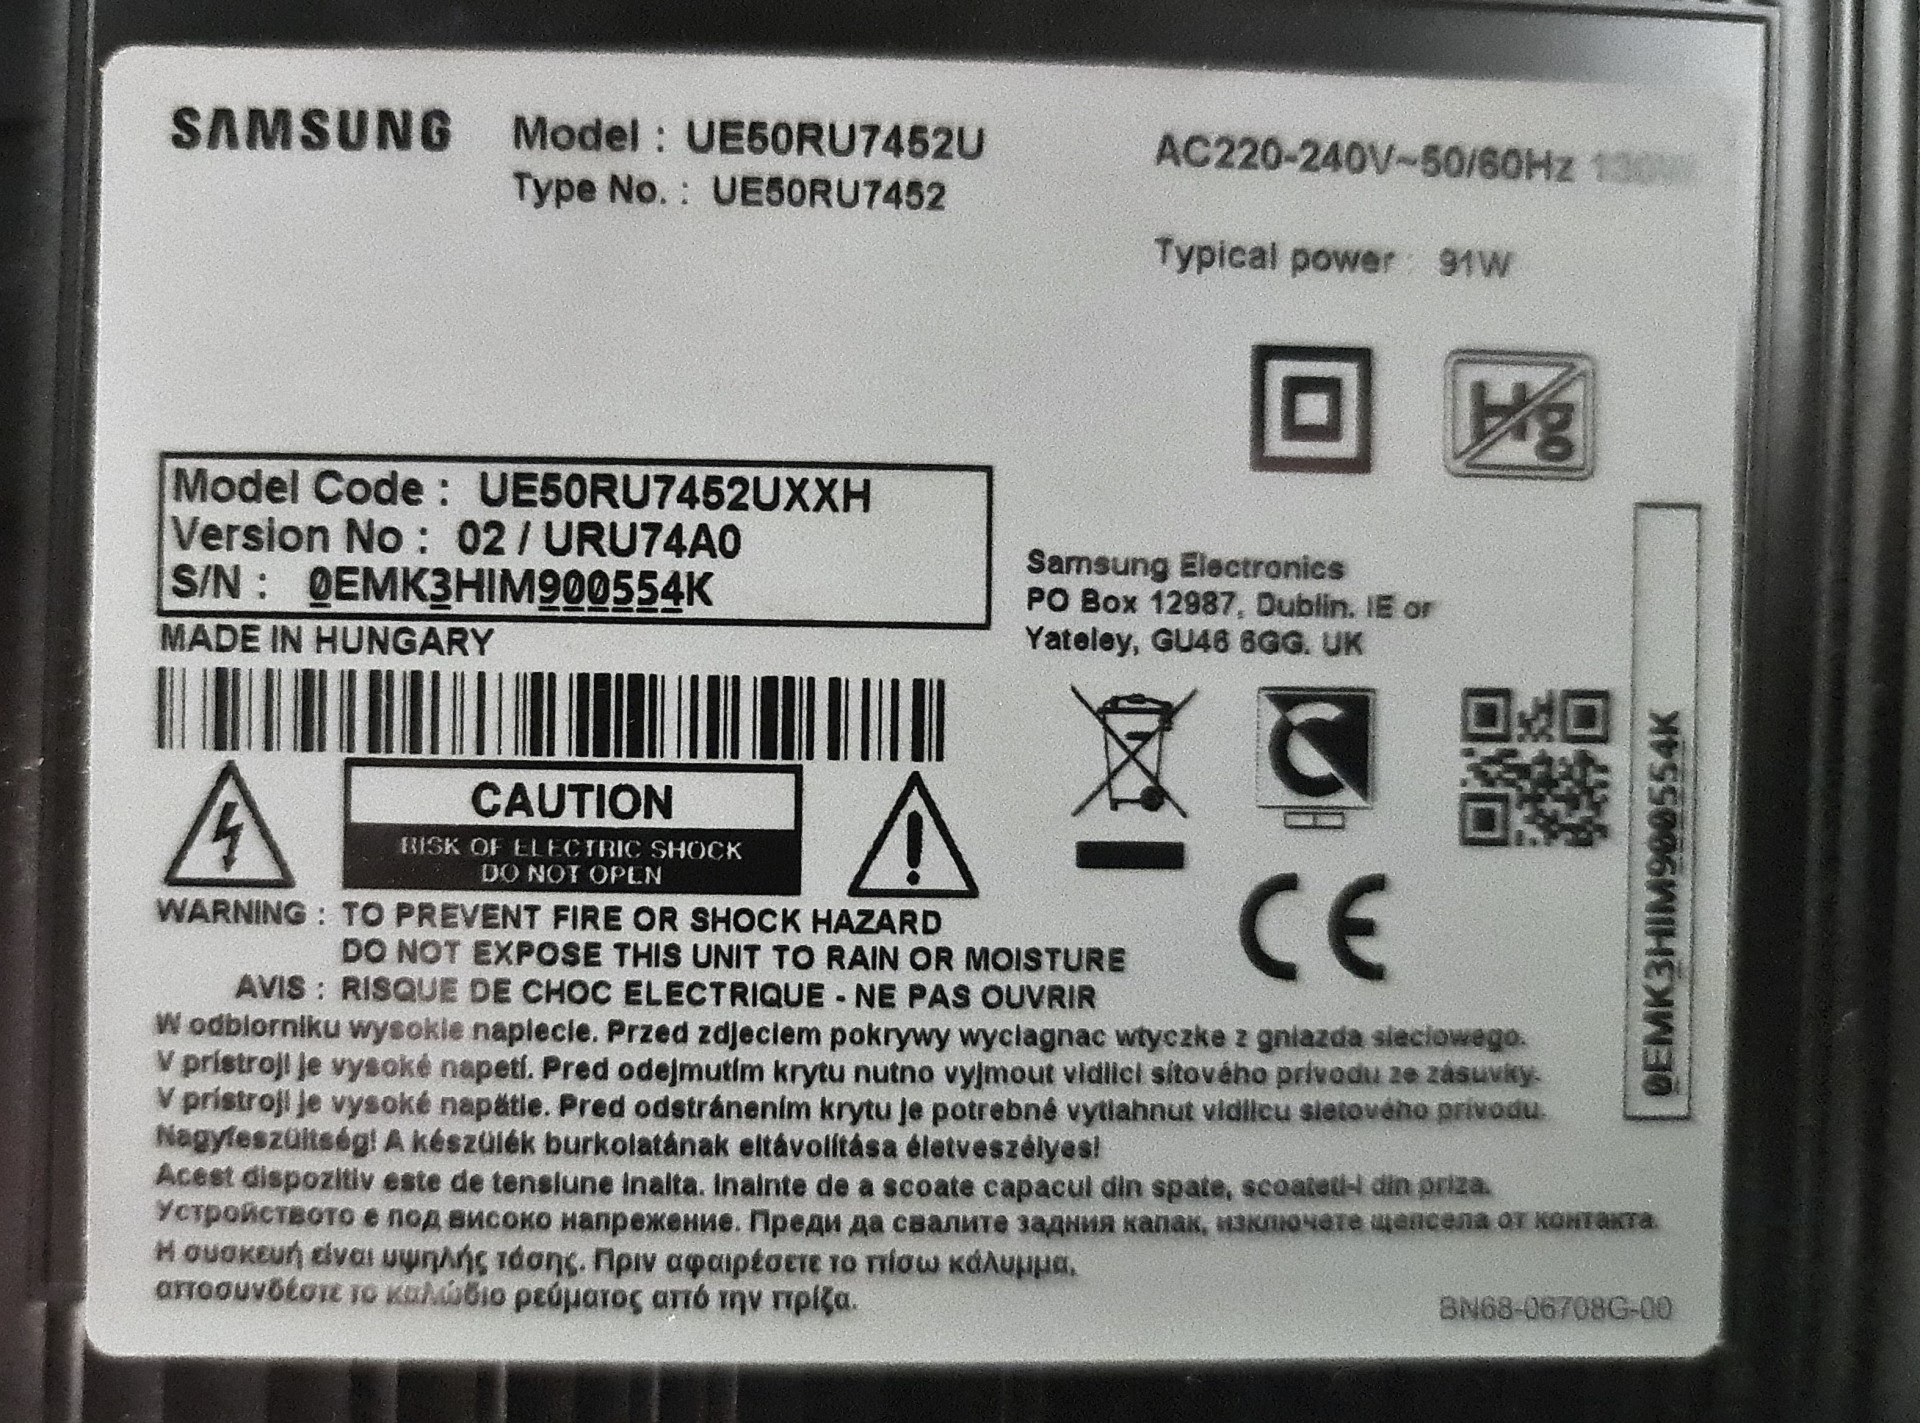 SAMSUNG
Model : UE50RU7452U
Type No. : UE50RU7452
AC220-240V~50/60Hz 130W
Typical power : 91W
Hg
Model Code : UE50RU7452UXXH
Version No : 02 / URU74A0
S/N : 0EMK3HIM900554K
MADE IN HUNGARY
Samsung Electronics
PO Box 12987, Dublin. IE or
Yateley, GU46 6GG. UK
CAUTION
RISK OF ELECTRIC SHOCK
DO NOT OPEN
C
CE
0EMK3HIM900554K
WARNING : TO PREVENT FIRE OR SHOCK HAZARD
DO NOT EXPOSE THIS UNIT TO RAIN OR MOISTURE
AVIS : RISQUE DE CHOC ELECTRIQUE - NE PAS OUVRIR
W odbiorniku wysokie napiecie. Przed zdjeciem pokrywy wyciagnac wtyczke z gniazda sieciowego.
V prístroji je vysoké napetí. Pred odejmutím krytu nutno vyjmout vidlici sítového prívodu ze zásuvky.
V prístroji je vysoké napätie. Pred odstránením krytu je potrebné vytiahnut vidlicu sietového prívodu.
Nagyfeszültség! A készülék burkolatának eltávolítása életveszélyes!
Acest dispozitiv este de tensiune inalta. Inainte de a scoate capacul din spate, scoateti-l din priza.
Устройството е под високо напрежение. Преди да свалите задния капак, изключете щепсела от контакта.
Η συσκευή είναι υψηλής τάσης. Πριν αφαιρέσετε το πίσω κάλυμμα,
αποσυνδέστε το καλώδιο ρεύματος από την πρίζα.
BN68-06708G-00